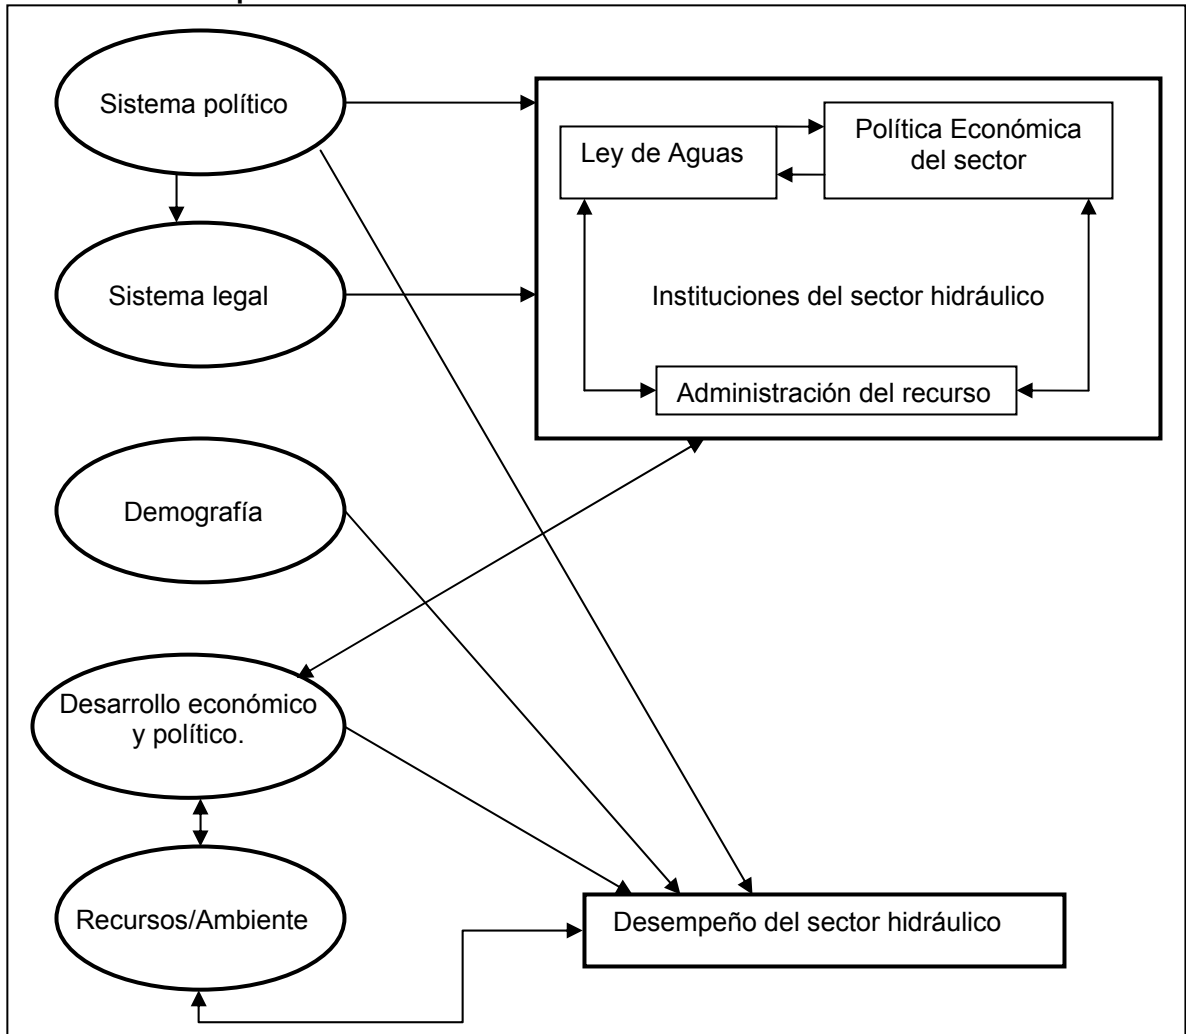 Sistema político
Ley de Aguas
Política Económica
del sector
Sistema legal
Instituciones del sector hidráulico
Administración del recurso
Demografía
Desarrollo económico
y político.
Recursos/Ambiente
Desempeño del sector hidráulico